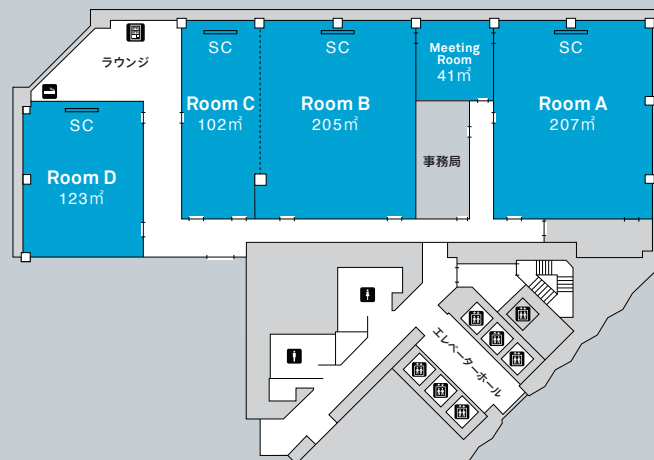 ラウンジ
SC
Room C
102㎡
SC
Room B
205㎡
Meeting
Room
41㎡
SC
Room A
207㎡
SC
Room D
123㎡
事務局
エレベーターホール